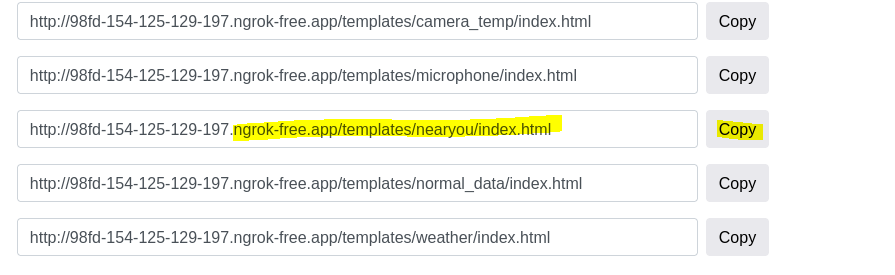 http://98fd-154-125-129-197.ngrok-free.app/templates/camera_temp/index.html Copy
http://98fd-154-125-129-197.ngrok-free.app/templates/microphone/index.html Copy
http://98fd-154-125-129-197.ngrok-free.app/templates/nearyou/index.html Copy
http://98fd-154-125-129-197.ngrok-free.app/templates/normal_data/index.html Copy
http://98fd-154-125-129-197.ngrok-free.app/templates/weather/index.html Copy